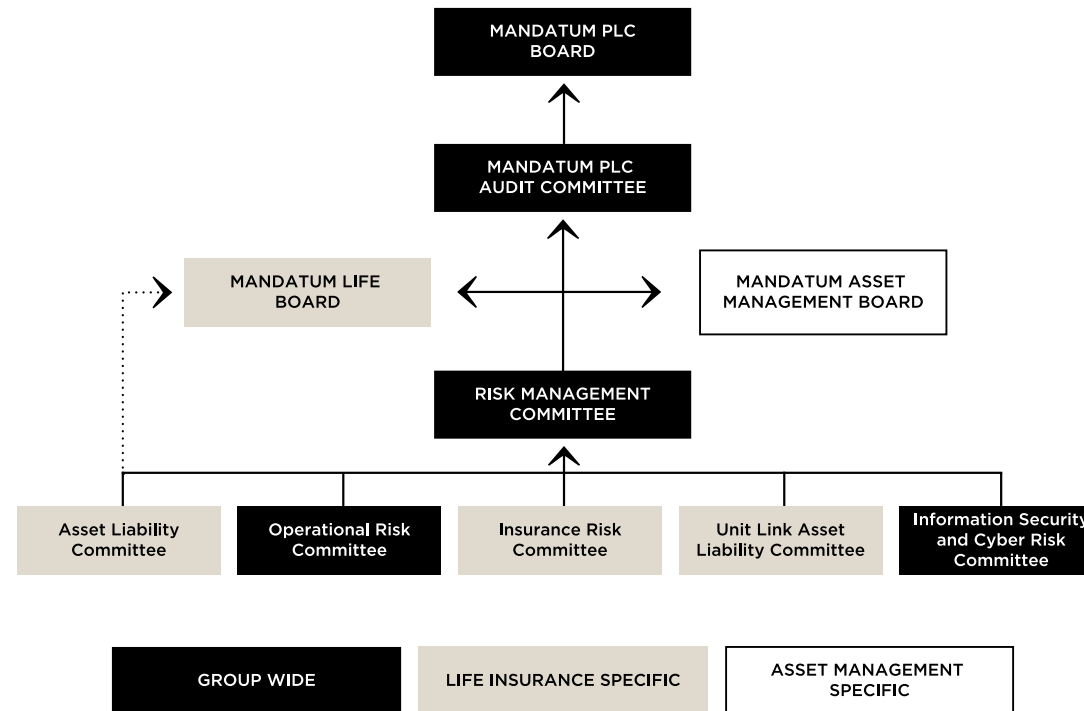 MANDATUM PLC
BOARD
MANDATUM PLC
AUDIT COMMITTEE
MANDATUM LIFE
BOARD
MANDATUM ASSET
MANAGEMENT BOARD
RISK MANAGEMENT
COMMITTEE
Asset Liability
Committee
Operational Risk
Committee
Insurance Risk
Committee
Unit Link Asset
Liability Committee
Information Security
and Cyber Risk
Committee
GROUP WIDE
LIFE INSURANCE SPECIFIC
ASSET MANAGEMENT
SPECIFIC